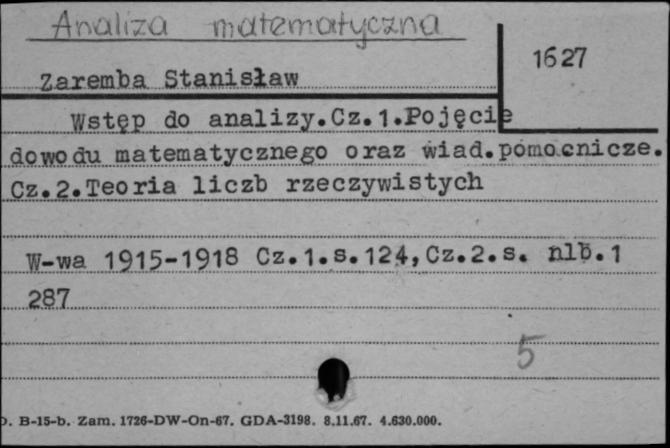 Analiza matematyczna
1627
Zaremba Stanisław
Wstęp do analizy.Cz.1.Pojęcie
dowodu matematycznego oraz wiad.pomocnicze.
Cz.2.Teoria liczb rzeczywistych
W-wa 1915-1918 Cz.1.s.124,Cz.2.s. nlb.1
287
5
D. B-15-b. Zam. 1726-DW-On-67. GDA-3198. 8.11.67. 4.630.000.